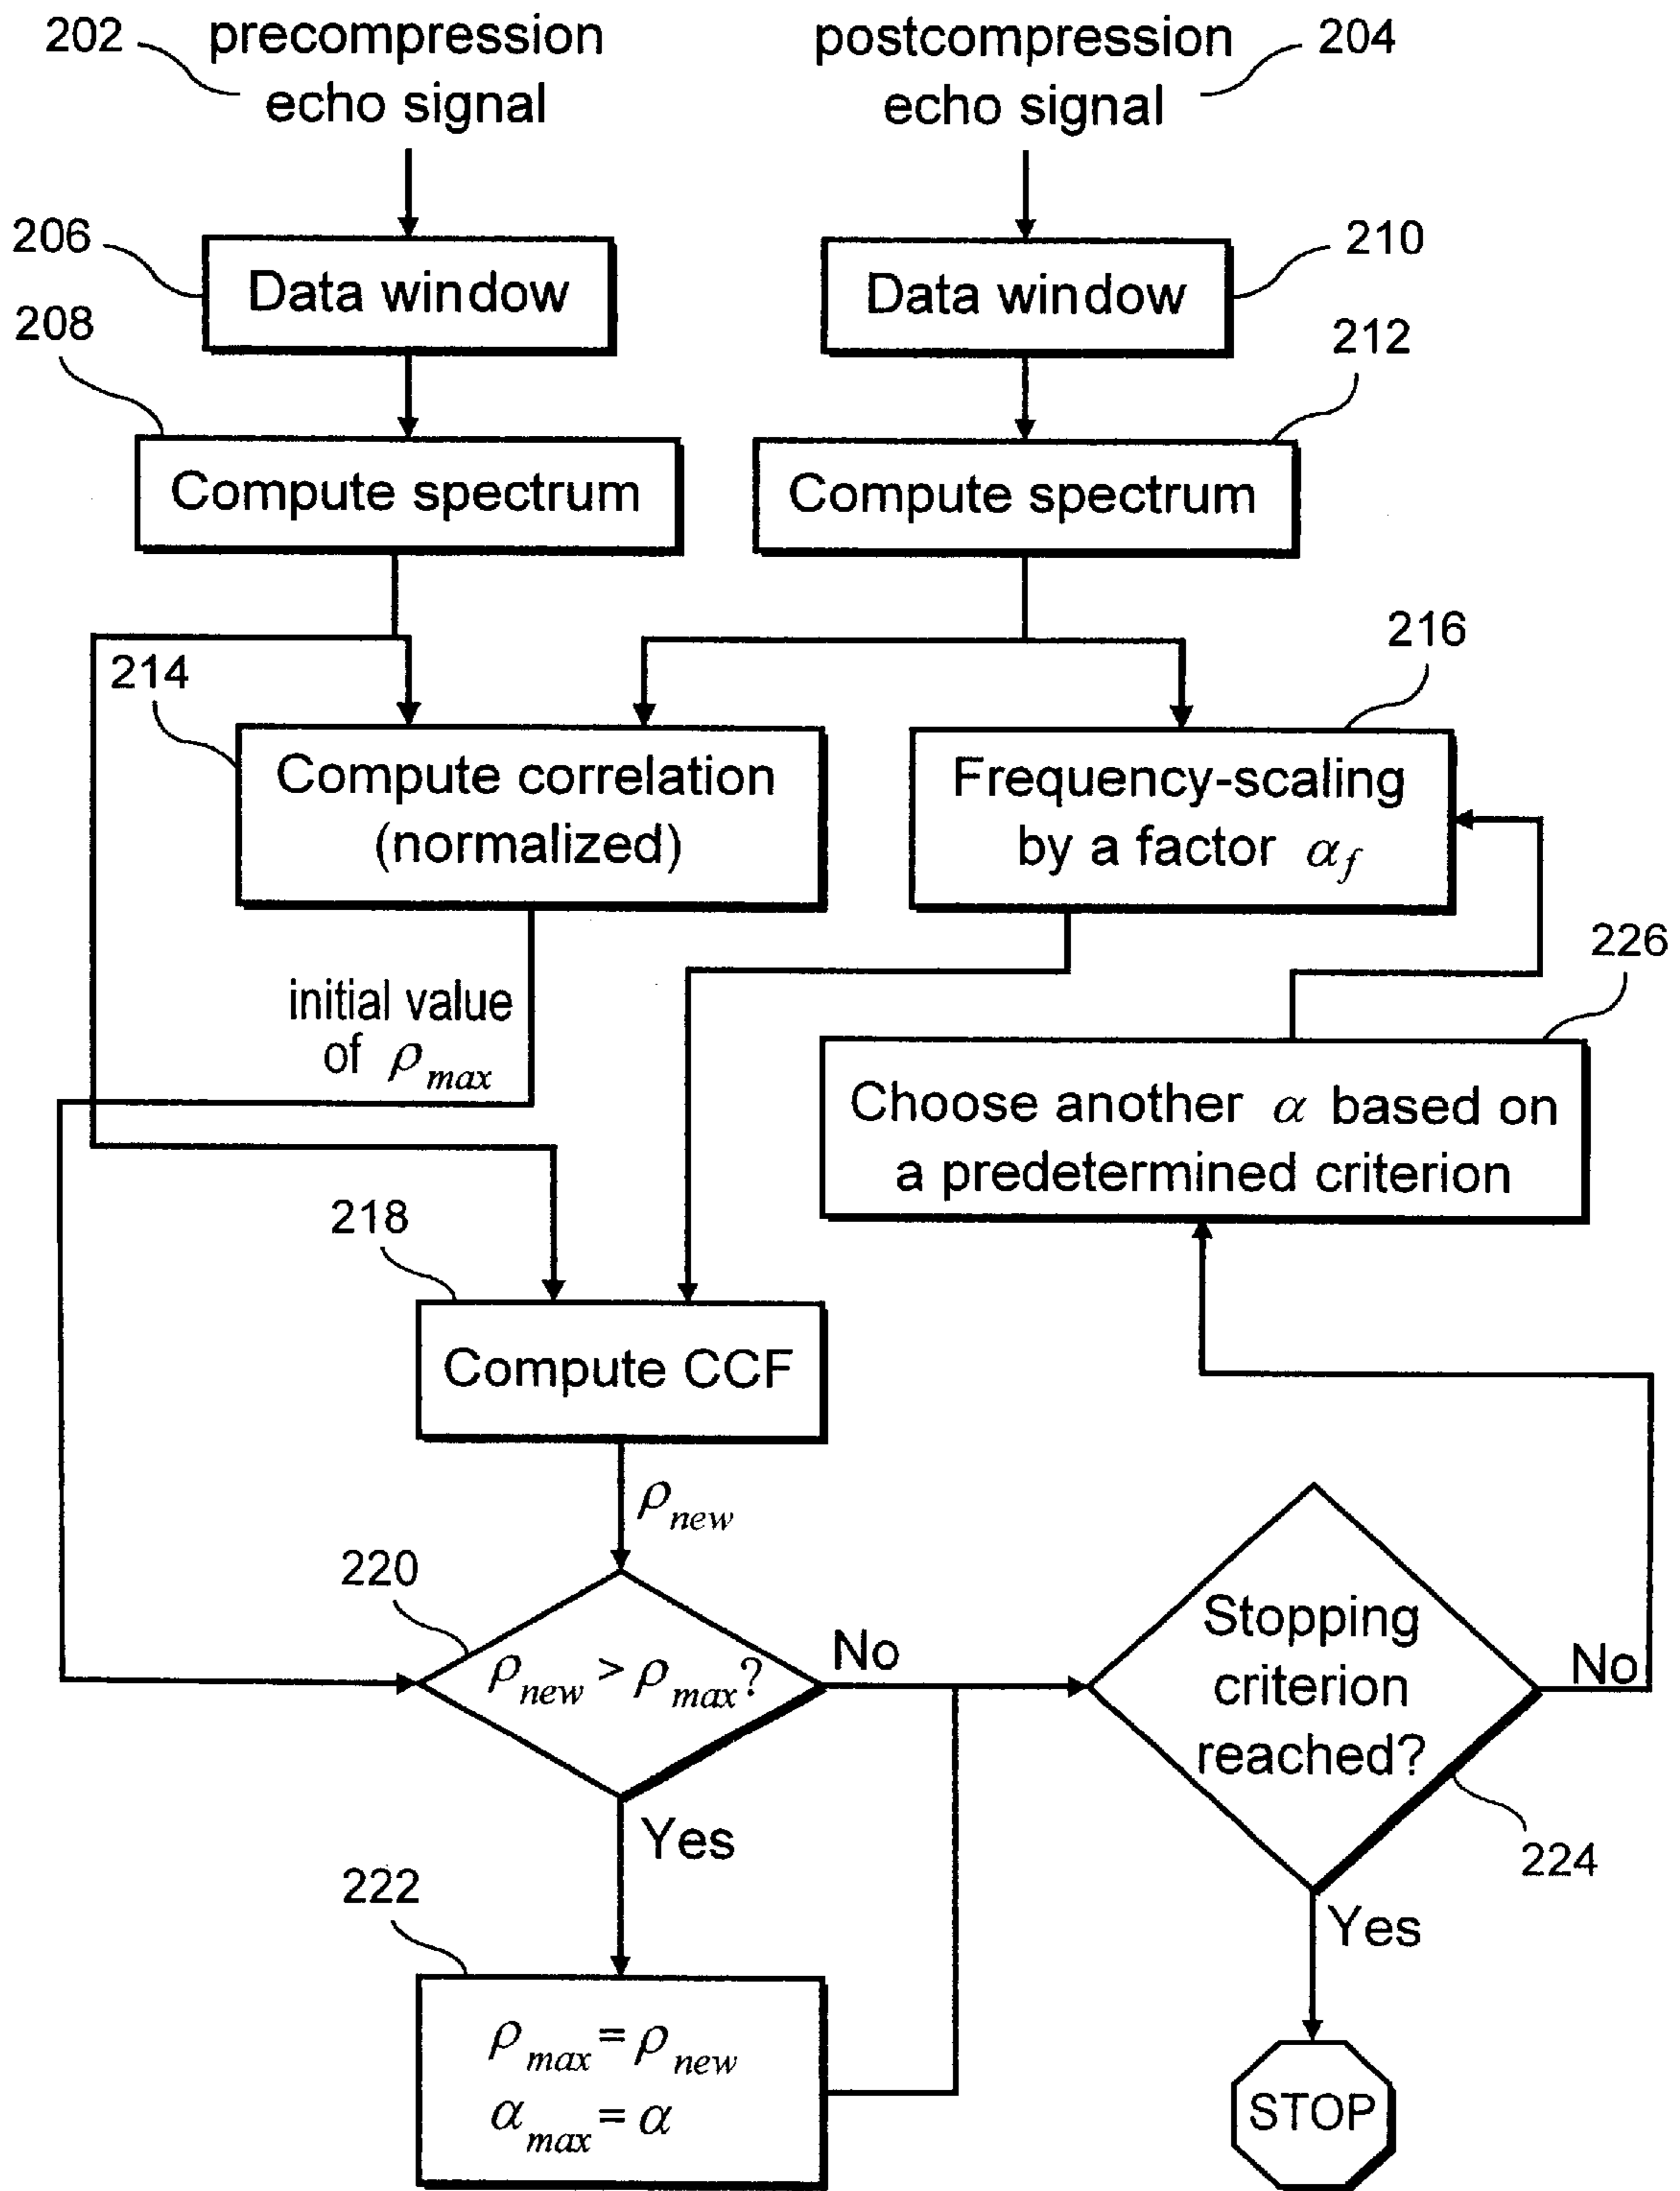 202
precompression
echo signal
postcompression
echo signal
204
206
Data window
210
Data window
208
Compute spectrum
212
Compute spectrum
214
Compute correlation
(normalized)
216
Frequency-scaling
by a factor α_f
initial value
of ρ_max
226
Choose another α based on
a predetermined criterion
218
Compute CCF
ρ_new
220
ρ_new > ρ_max?
No
Stopping
criterion
reached?
No
224
Yes
Yes
222
ρ_max = ρ_new
α_max = α
STOP